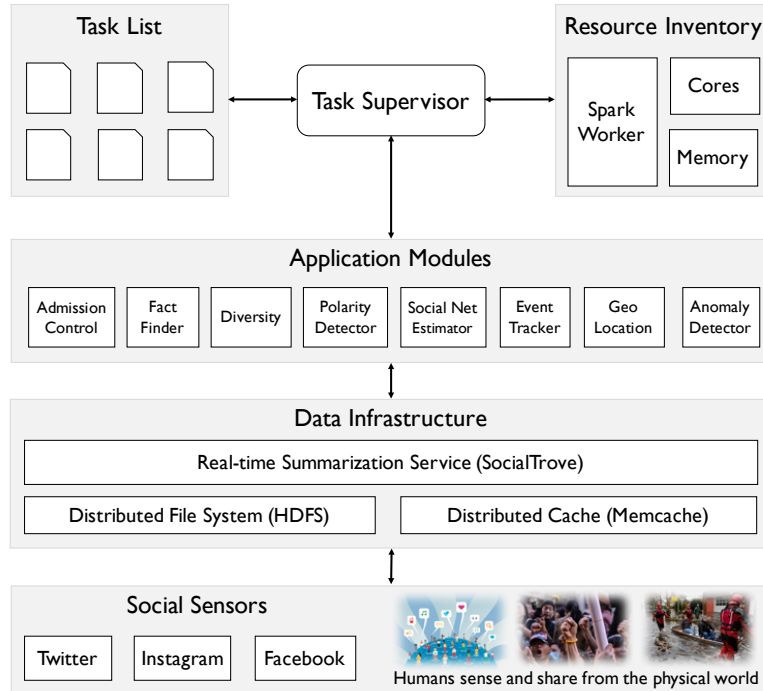 Task List
Resource Inventory
Task Supervisor
Spark
Worker
Cores
Memory
Application Modules
Admission
Control
Fact
Finder
Diversity
Polarity
Detector
Social Net
Estimator
Event
Tracker
Geo
Location
Anomaly
Detector
Data Infrastructure
Real-time Summarization Service (SocialTrove)
Distributed File System (HDFS)
Distributed Cache (Memcache)
Social Sensors
Twitter
Instagram
Facebook
Humans sense and share from the physical world